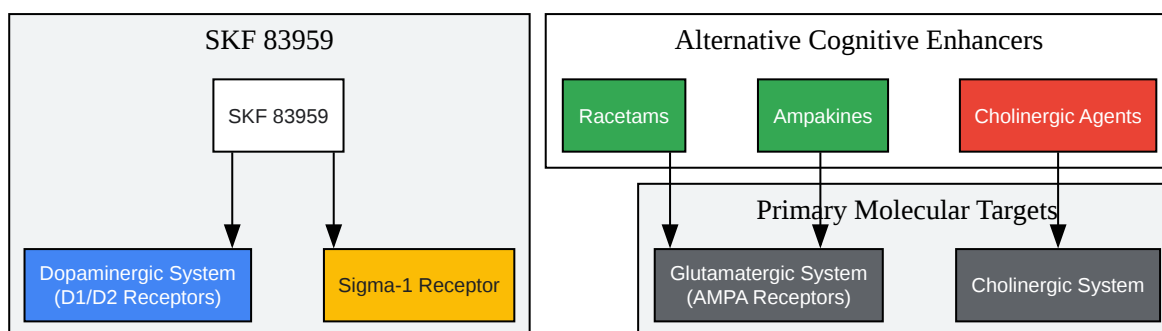 SKF 83959
SKF 83959
Dopaminergic System
(D1/D2 Receptors)
Sigma-1 Receptor
Alternative Cognitive Enhancers
Racetams
Ampakines
Cholinergic Agents
Primary Molecular Targets
Glutamatergic System
(AMPA Receptors)
Cholinergic System